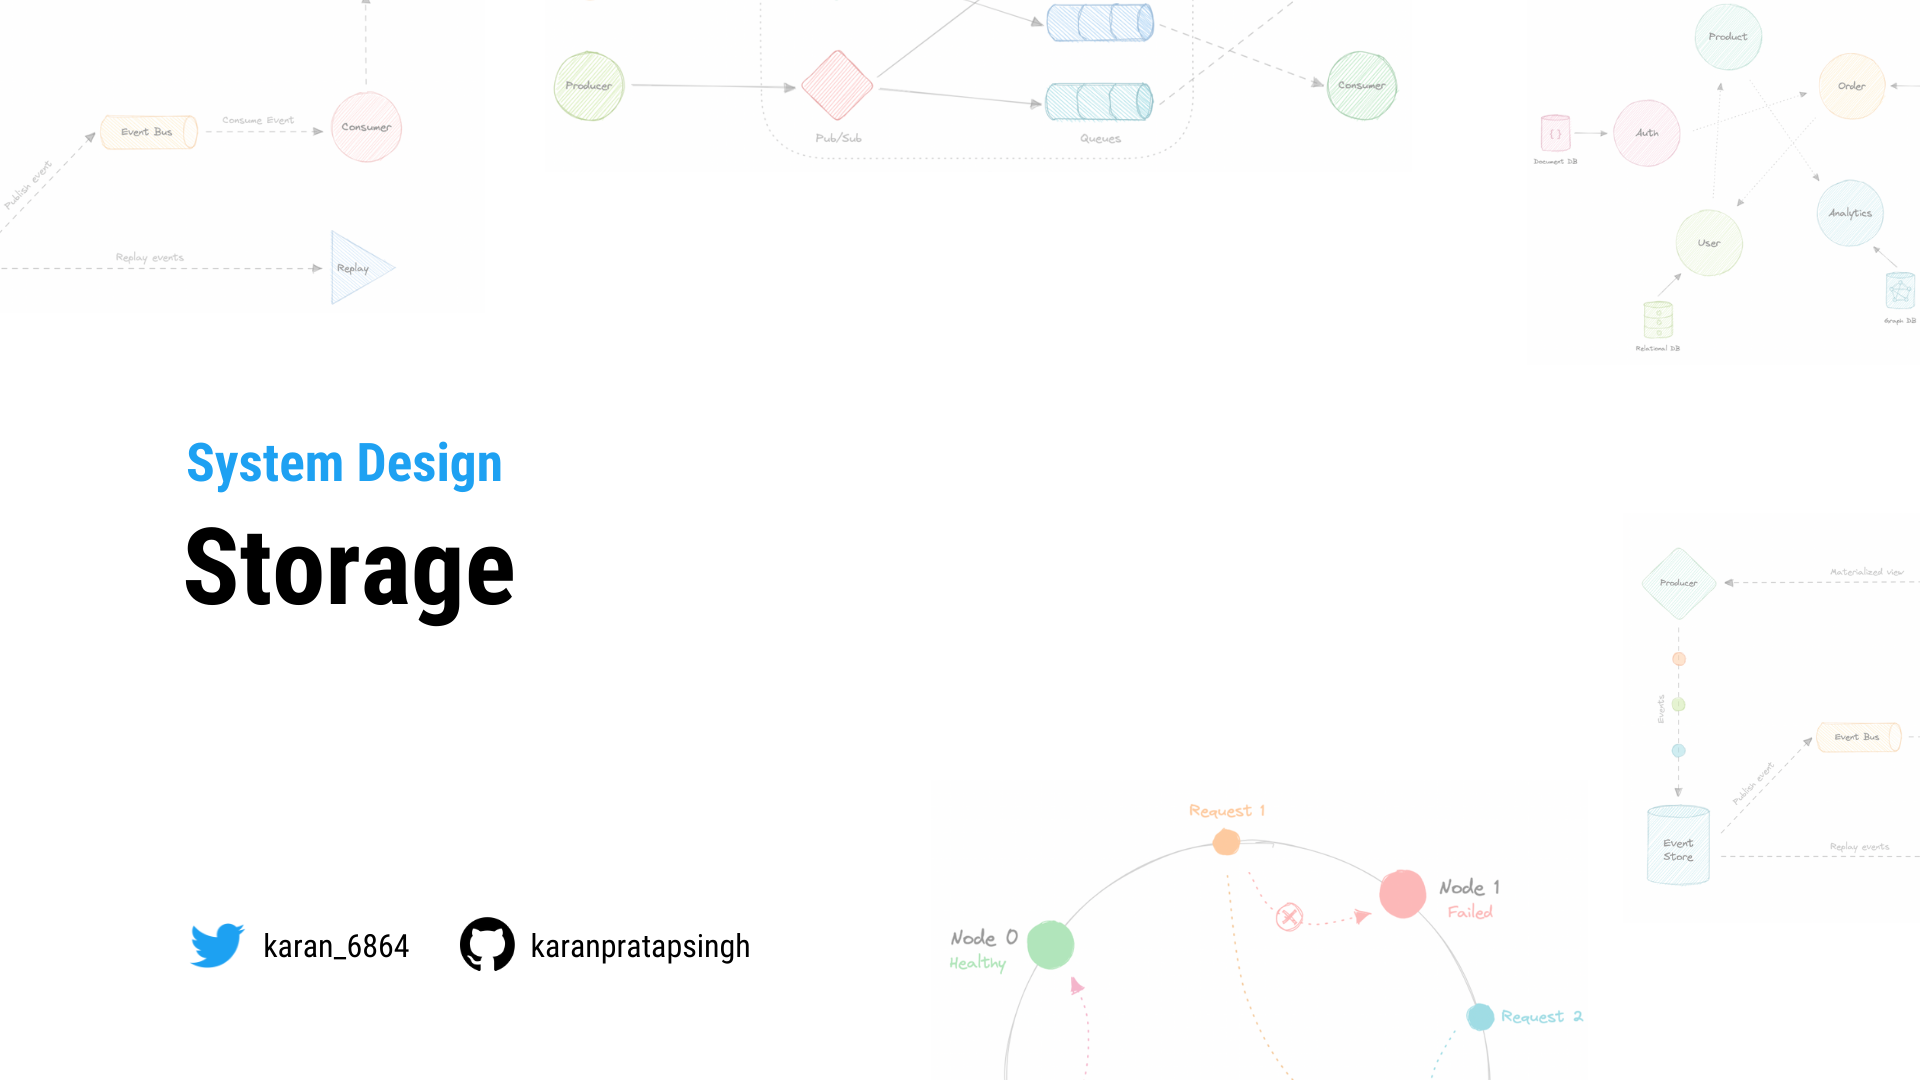 Producer
Pub/Sub
Queues
Consumer
Event Bus
Consume Event
Consumer
Publish event
Replay events
Replay
Product
Order
Auth
{ }
Document DB
Analytics
User
Graph DB
Relational DB
System Design
Storage
karan_6864
karanpratapsingh
Producer
Materialized view
Events
Event Bus
Publish event
Event
Store
Replay events
Request 1
Node 1
Failed
Node 0
Healthy
Request 2